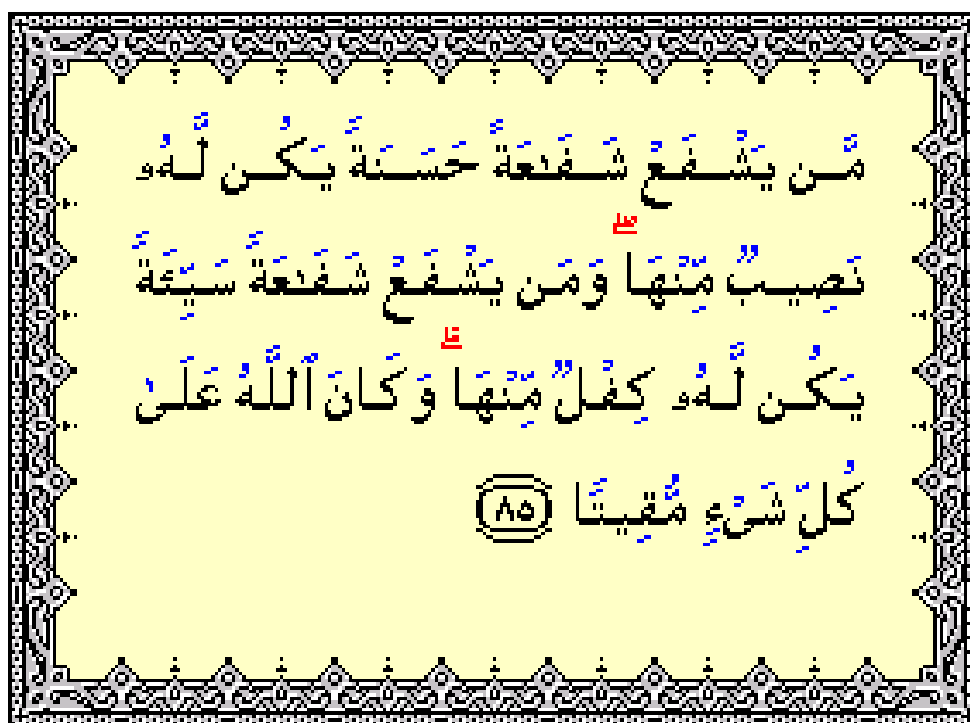 مَّن يَشْفَعْ شَفَـٰعَةً حَسَنَةً يَكُن لَّهُۥ
نَصِيبٌ مِّنْهَا ۖ وَمَن يَشْفَعْ شَفَـٰعَةً سَيِّئَةً
يَكُن لَّهُۥ كِفْلٌ مِّنْهَا ۗ وَكَانَ ٱللَّهُ عَلَىٰ
كُلِّ شَىْءٍ مُّقِيتًا ٨٥